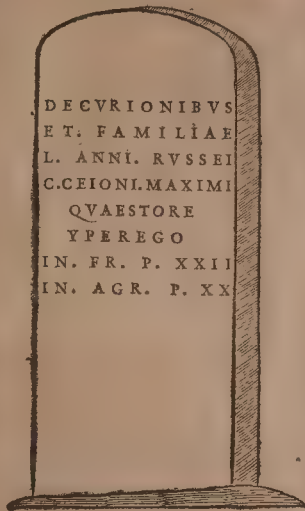 DECVRIONIBVS
ET. FAMILIAE
L. ANNI. RVSSEI
C.CEIONI.MAXIMI
QVAESTORE
YPEREGO
IN. FR. P. XXII
IN. AGR. P. XX